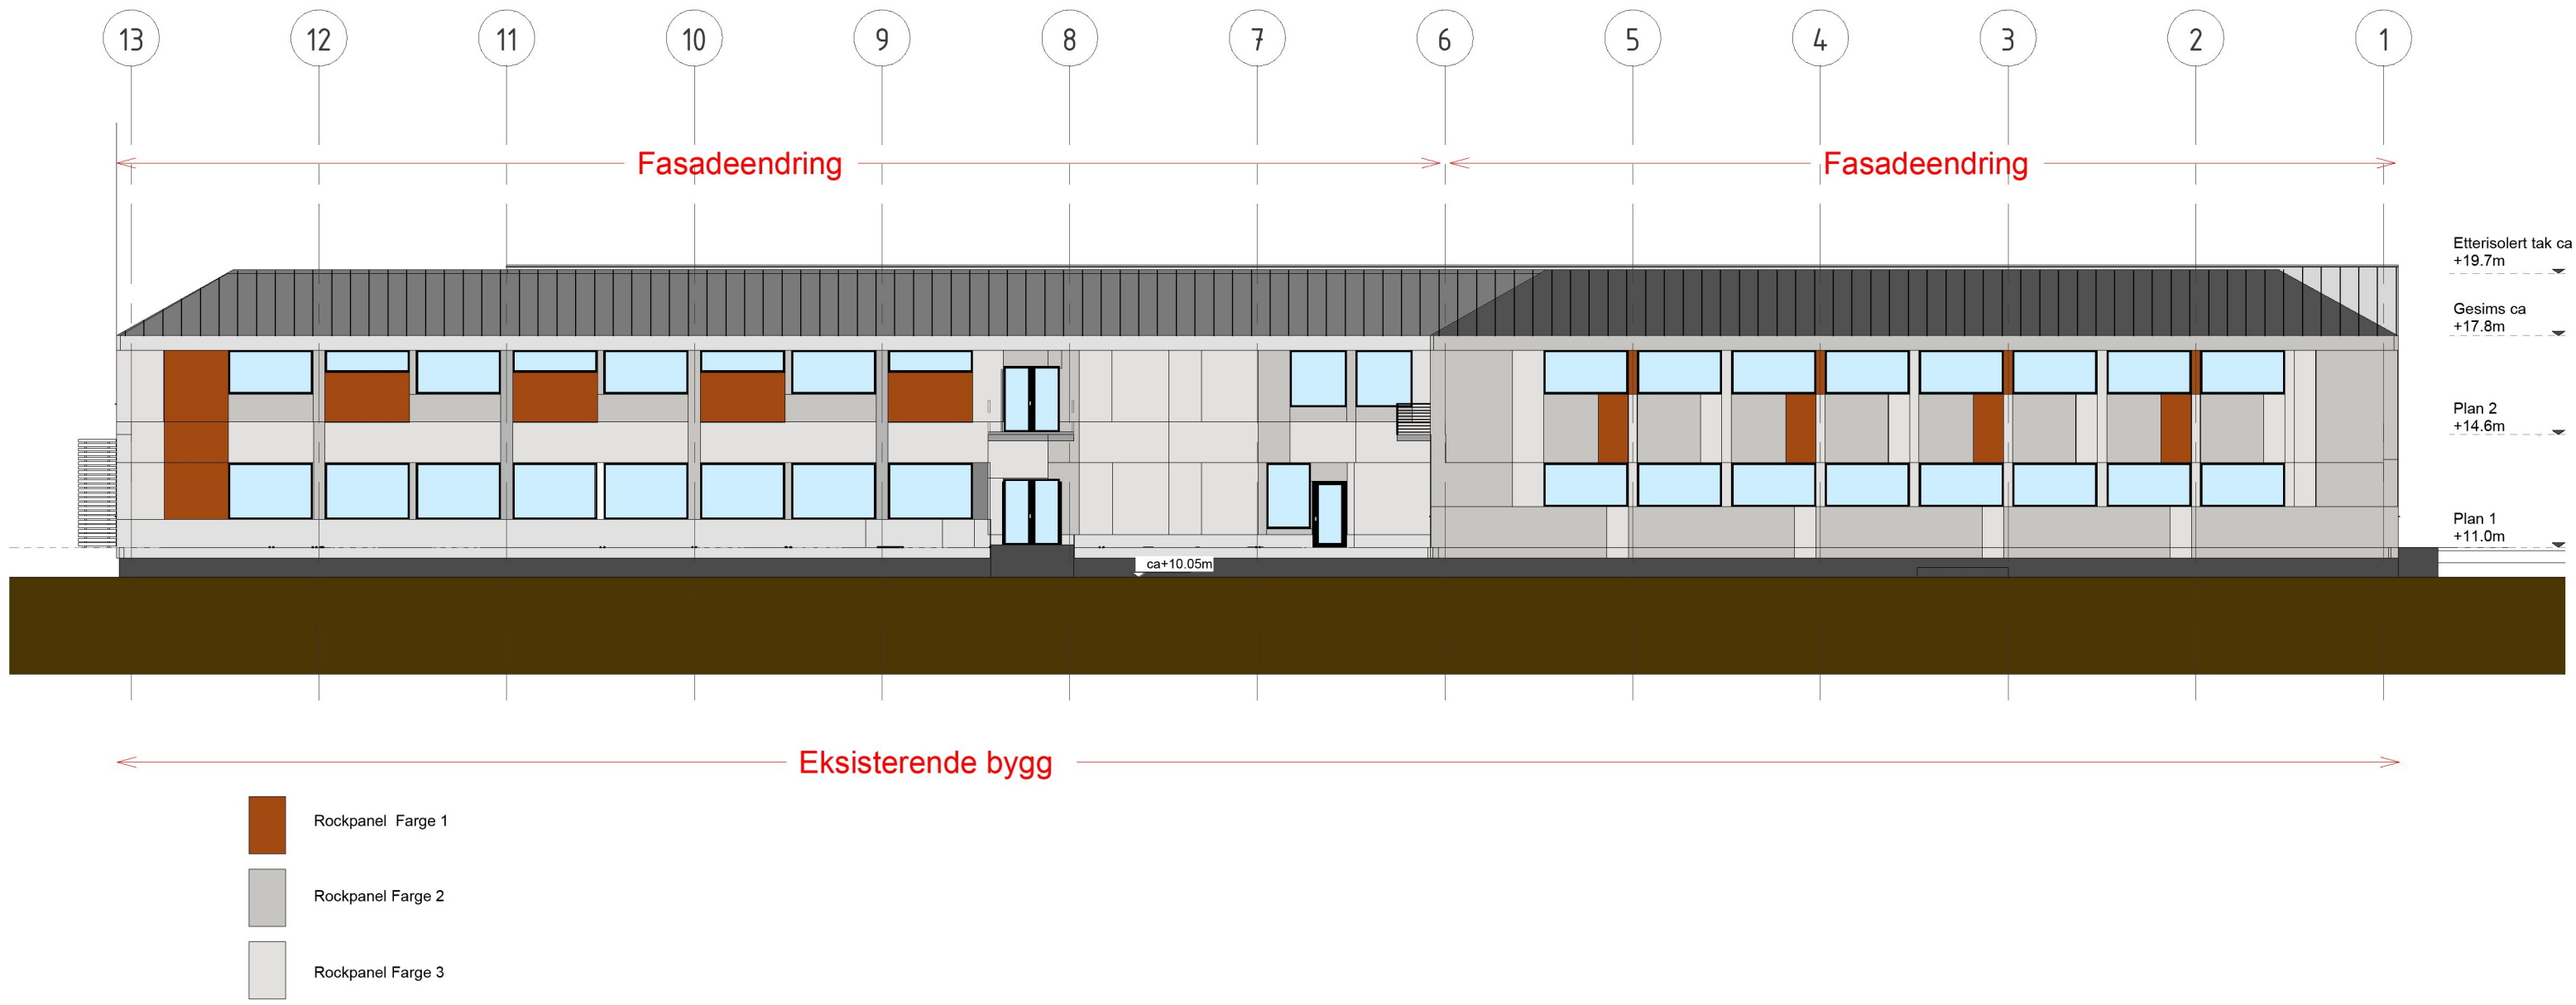 13 12 11 10 9 8 7 6 5 4 3 2 1
Fasadeendring Fasadeendring
Etterisolert tak ca
+19.7m
Gesims ca
+17.8m
Plan 2
+14.6m
Plan 1
+11.0m
ca+10.05m
Eksisterende bygg
Rockpanel Farge 1
Rockpanel Farge 2
Rockpanel Farge 3